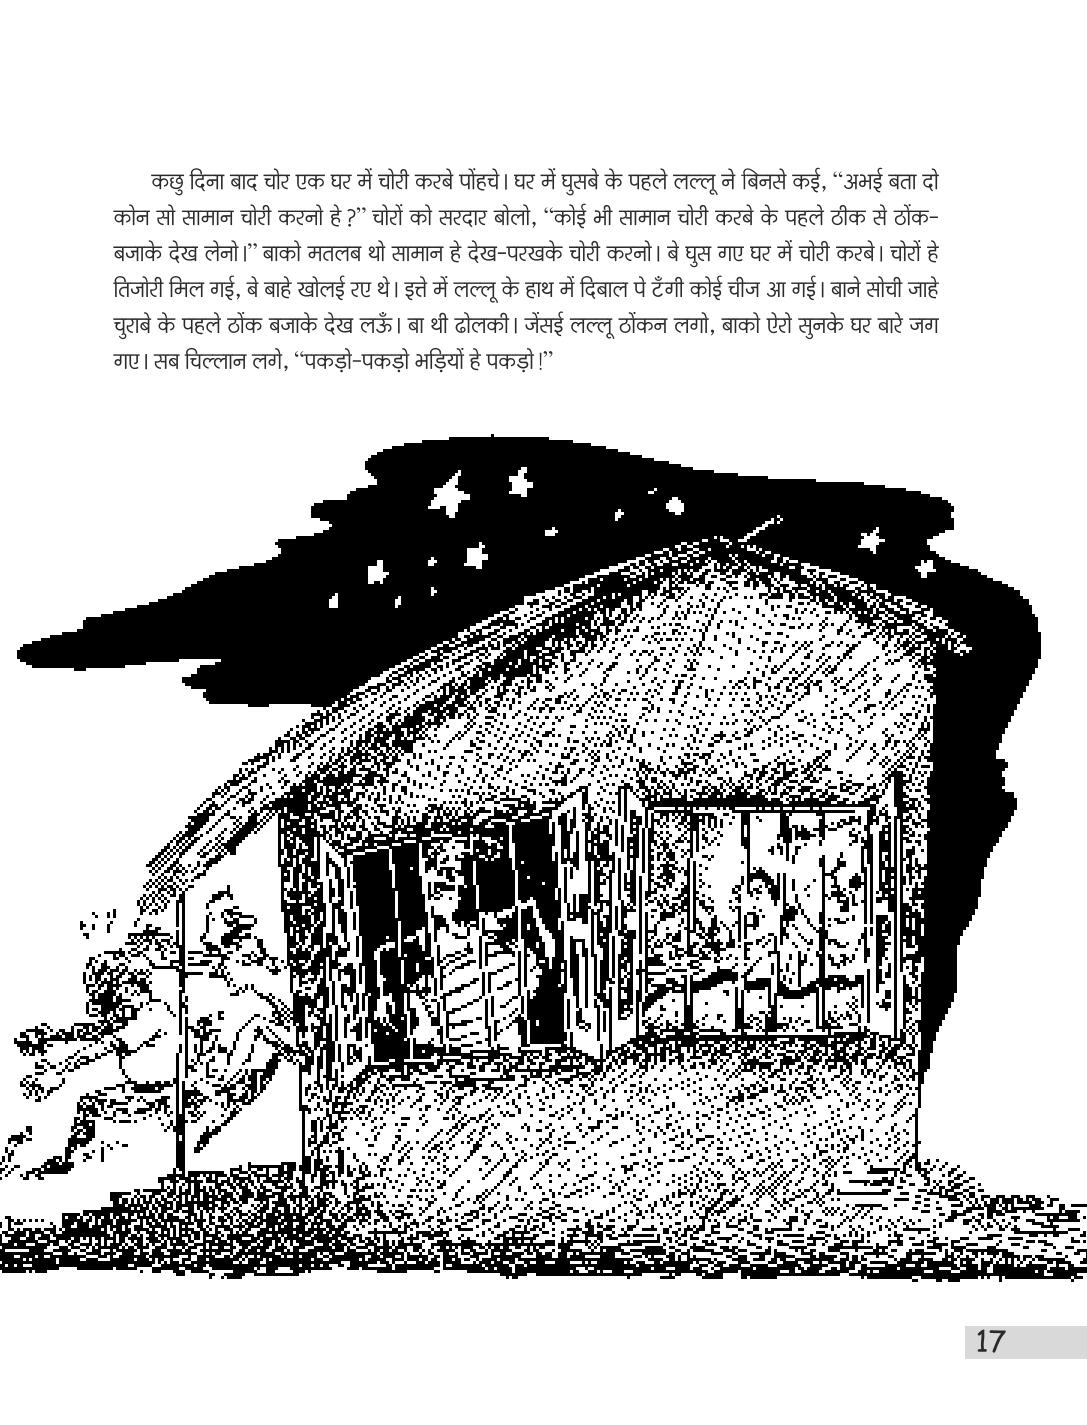 कछु दिना बाद चोर एक घर में चोरी करबे पोंहचे। घर में घुसबे के पहले लल्लू ने बिनसे कई, “अभई बता दो
कोन सो सामान चोरी करनो हे ?” चोरों को सरदार बोलो, “कोई भी सामान चोरी करबे के पहले ठीक से ठोंक-
बजाके देख लेनो।” बाको मतलब थो सामान हे देख-परखके चोरी करनो। बे घुस गए घर में चोरी करबे। चोरों हे
तिजोरी मिल गई, बे बाहे खोलई रए थे। इत्ते में लल्लू के हाथ में दिबाल पे टँगी कोई चीज आ गई। बाने सोची जाहे
चुराबे के पहले ठोंक बजाके देख लऊँ। बा थी ढोलकी। जेंसई लल्लू ठोंकन लगो, बाको ऐरो सुनके घर बारे जग
गए। सब चिल्लान लगे, “पकड़ो-पकड़ो भड़ियों हे पकड़ो !”
17